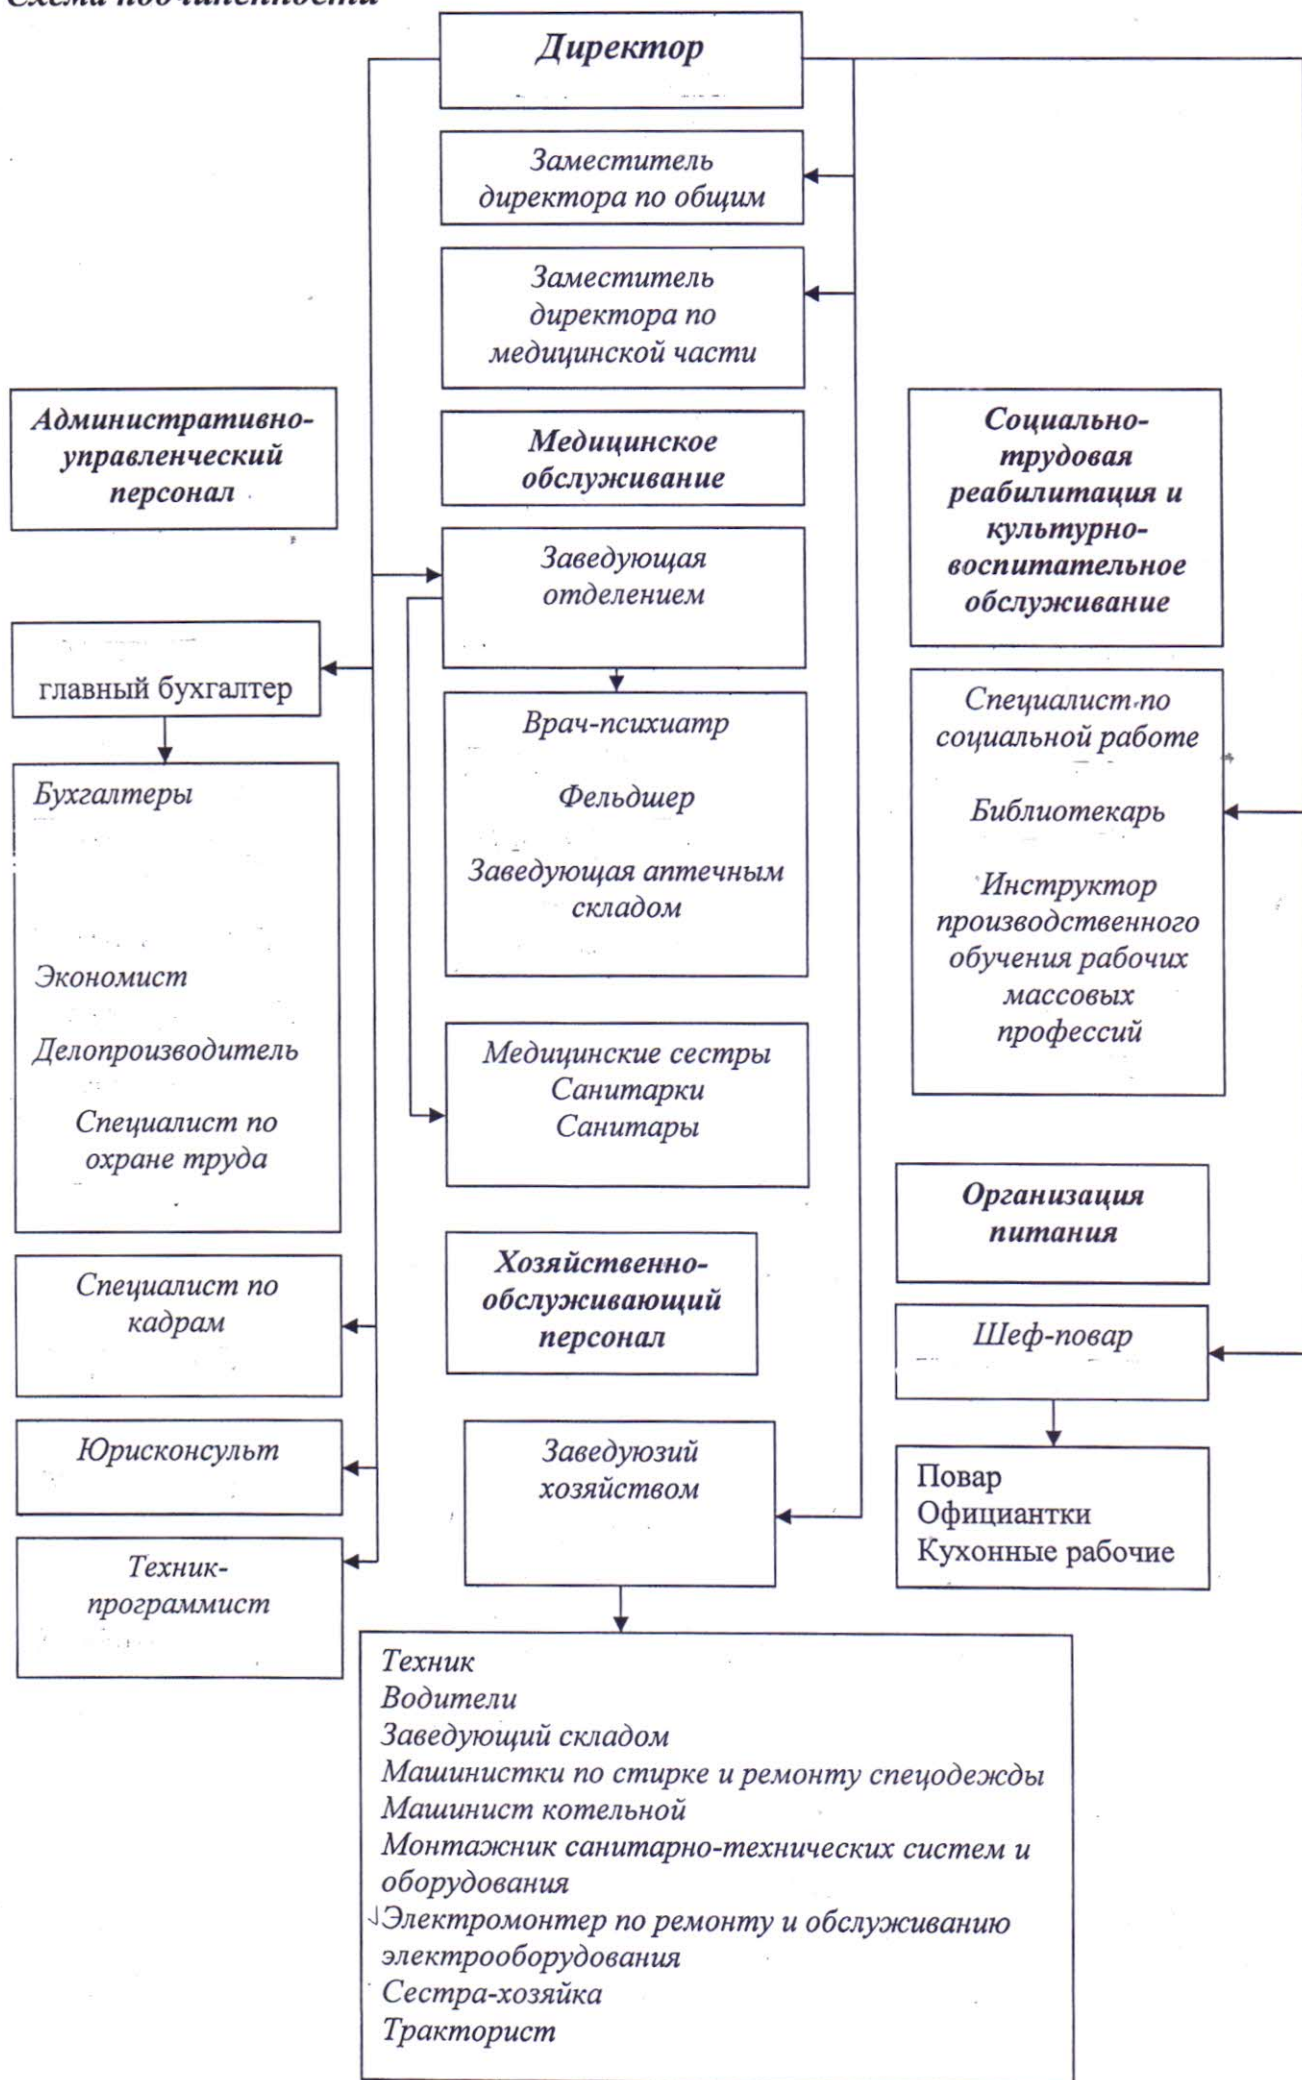 Схема подчиненности
Директор
Заместитель
директора по общим
Заместитель
директора по
медицинской части
Административно-
управленческий
персонал
Медицинское
обслуживание
Социально-
трудовая
реабилитация и
культурно-
воспитательное
обслуживание
Заведующая
отделением
главный бухгалтер
Врач-психиатр
Фельдшер
Заведующая аптечным
складом
Специалист по
социальной работе
Библиотекарь
Инструктор
производственного
обучения рабочих
массовых
профессий
Бухгалтеры
Экономист
Делопроизводитель
Специалист по
охране труда
Медицинские сестры
Санитарки
Санитары
Организация
питания
Хозяйственно-
обслуживающий
персонал
Специалист по
кадрам
Шеф-повар
Юрисконсульт
Заведуюзий
хозяйством
Повар
Официантки
Кухонные рабочие
Техник-
программист
Техник
Водители
Заведующий складом
Машинистки по стирке и ремонту спецодежды
Машинист котельной
Монтажник санитарно-технических систем и
оборудования
Электромонтер по ремонту и обслуживанию
электрооборудования
Сестра-хозяйка
Тракторист